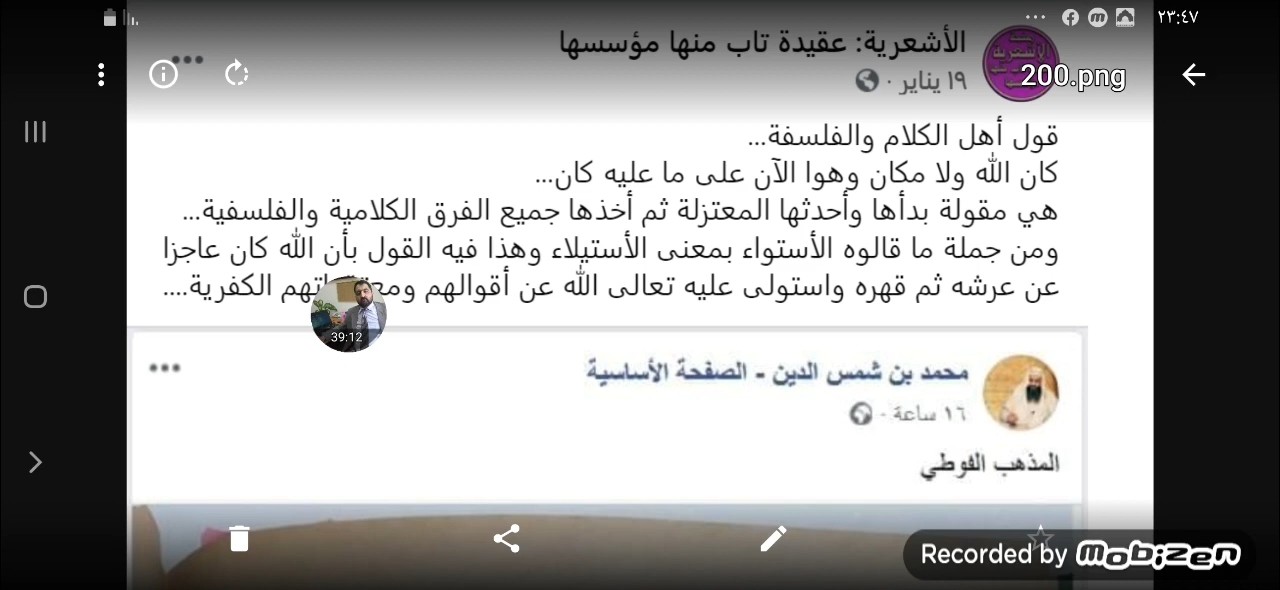 ٢٣:٤٧
200.png
الأشعرية: عقيدة تاب منها مؤسسها
١٩ يناير ·
قول أهل الكلام والفلسفة...
كان الله ولا مكان وهوا الآن على ما عليه كان...
هي مقولة بدأها وأحدثها المعتزلة ثم أخذها جميع الفرق الكلامية والفلسفية...
ومن جملة ما قالوه الأستواء بمعنى الأستيلاء وهذا فيه القول بأن الله كان عاجزا
عن عرشه ثم قهره واستولى عليه تعالى الله عن أقوالهم الكفرية....
39:12
محمد بن شمس الدين - الصفحة الأساسية
١٦ ساعة ·
المذهب الفوطي
Recorded by mobizen